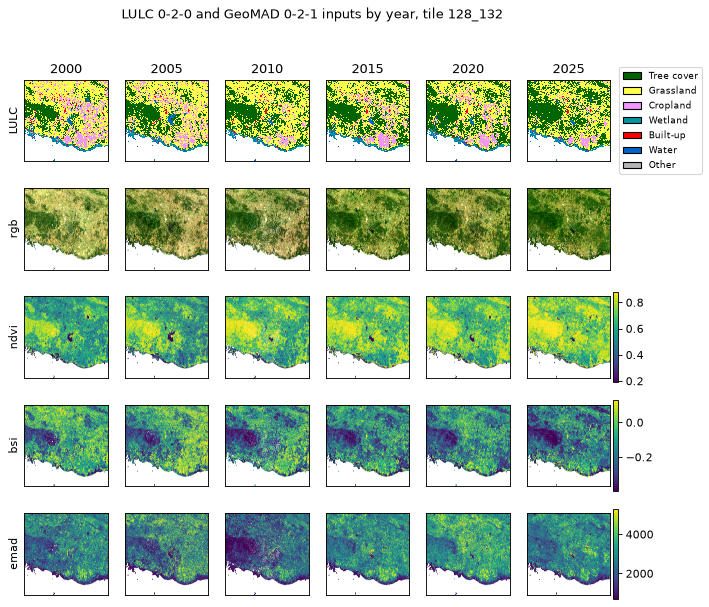 LULC 0-2-0 and GeoMAD 0-2-1 inputs by year, tile 128_132
2000 2005 2010 2015 2020 2025
LULC
Tree cover
Grassland
Cropland
Wetland
Built-up
Water
Other
rgb
ndvi
0.8
0.6
0.4
0.2
bsi
0.0
−0.2
emad
4000
2000